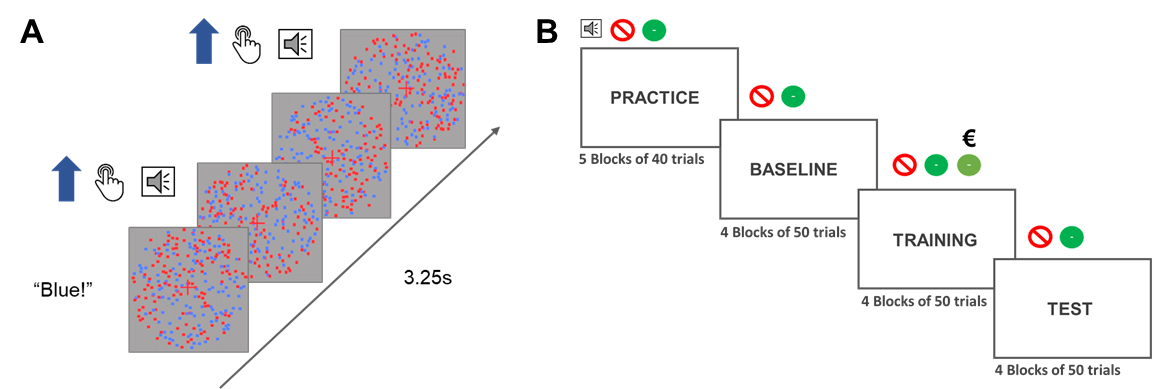 A
“Blue!”
3.25s
B
PRACTICE
5 Blocks of 40 trials
BASELINE
4 Blocks of 50 trials
€
TRAINING
4 Blocks of 50 trials
TEST
4 Blocks of 50 trials